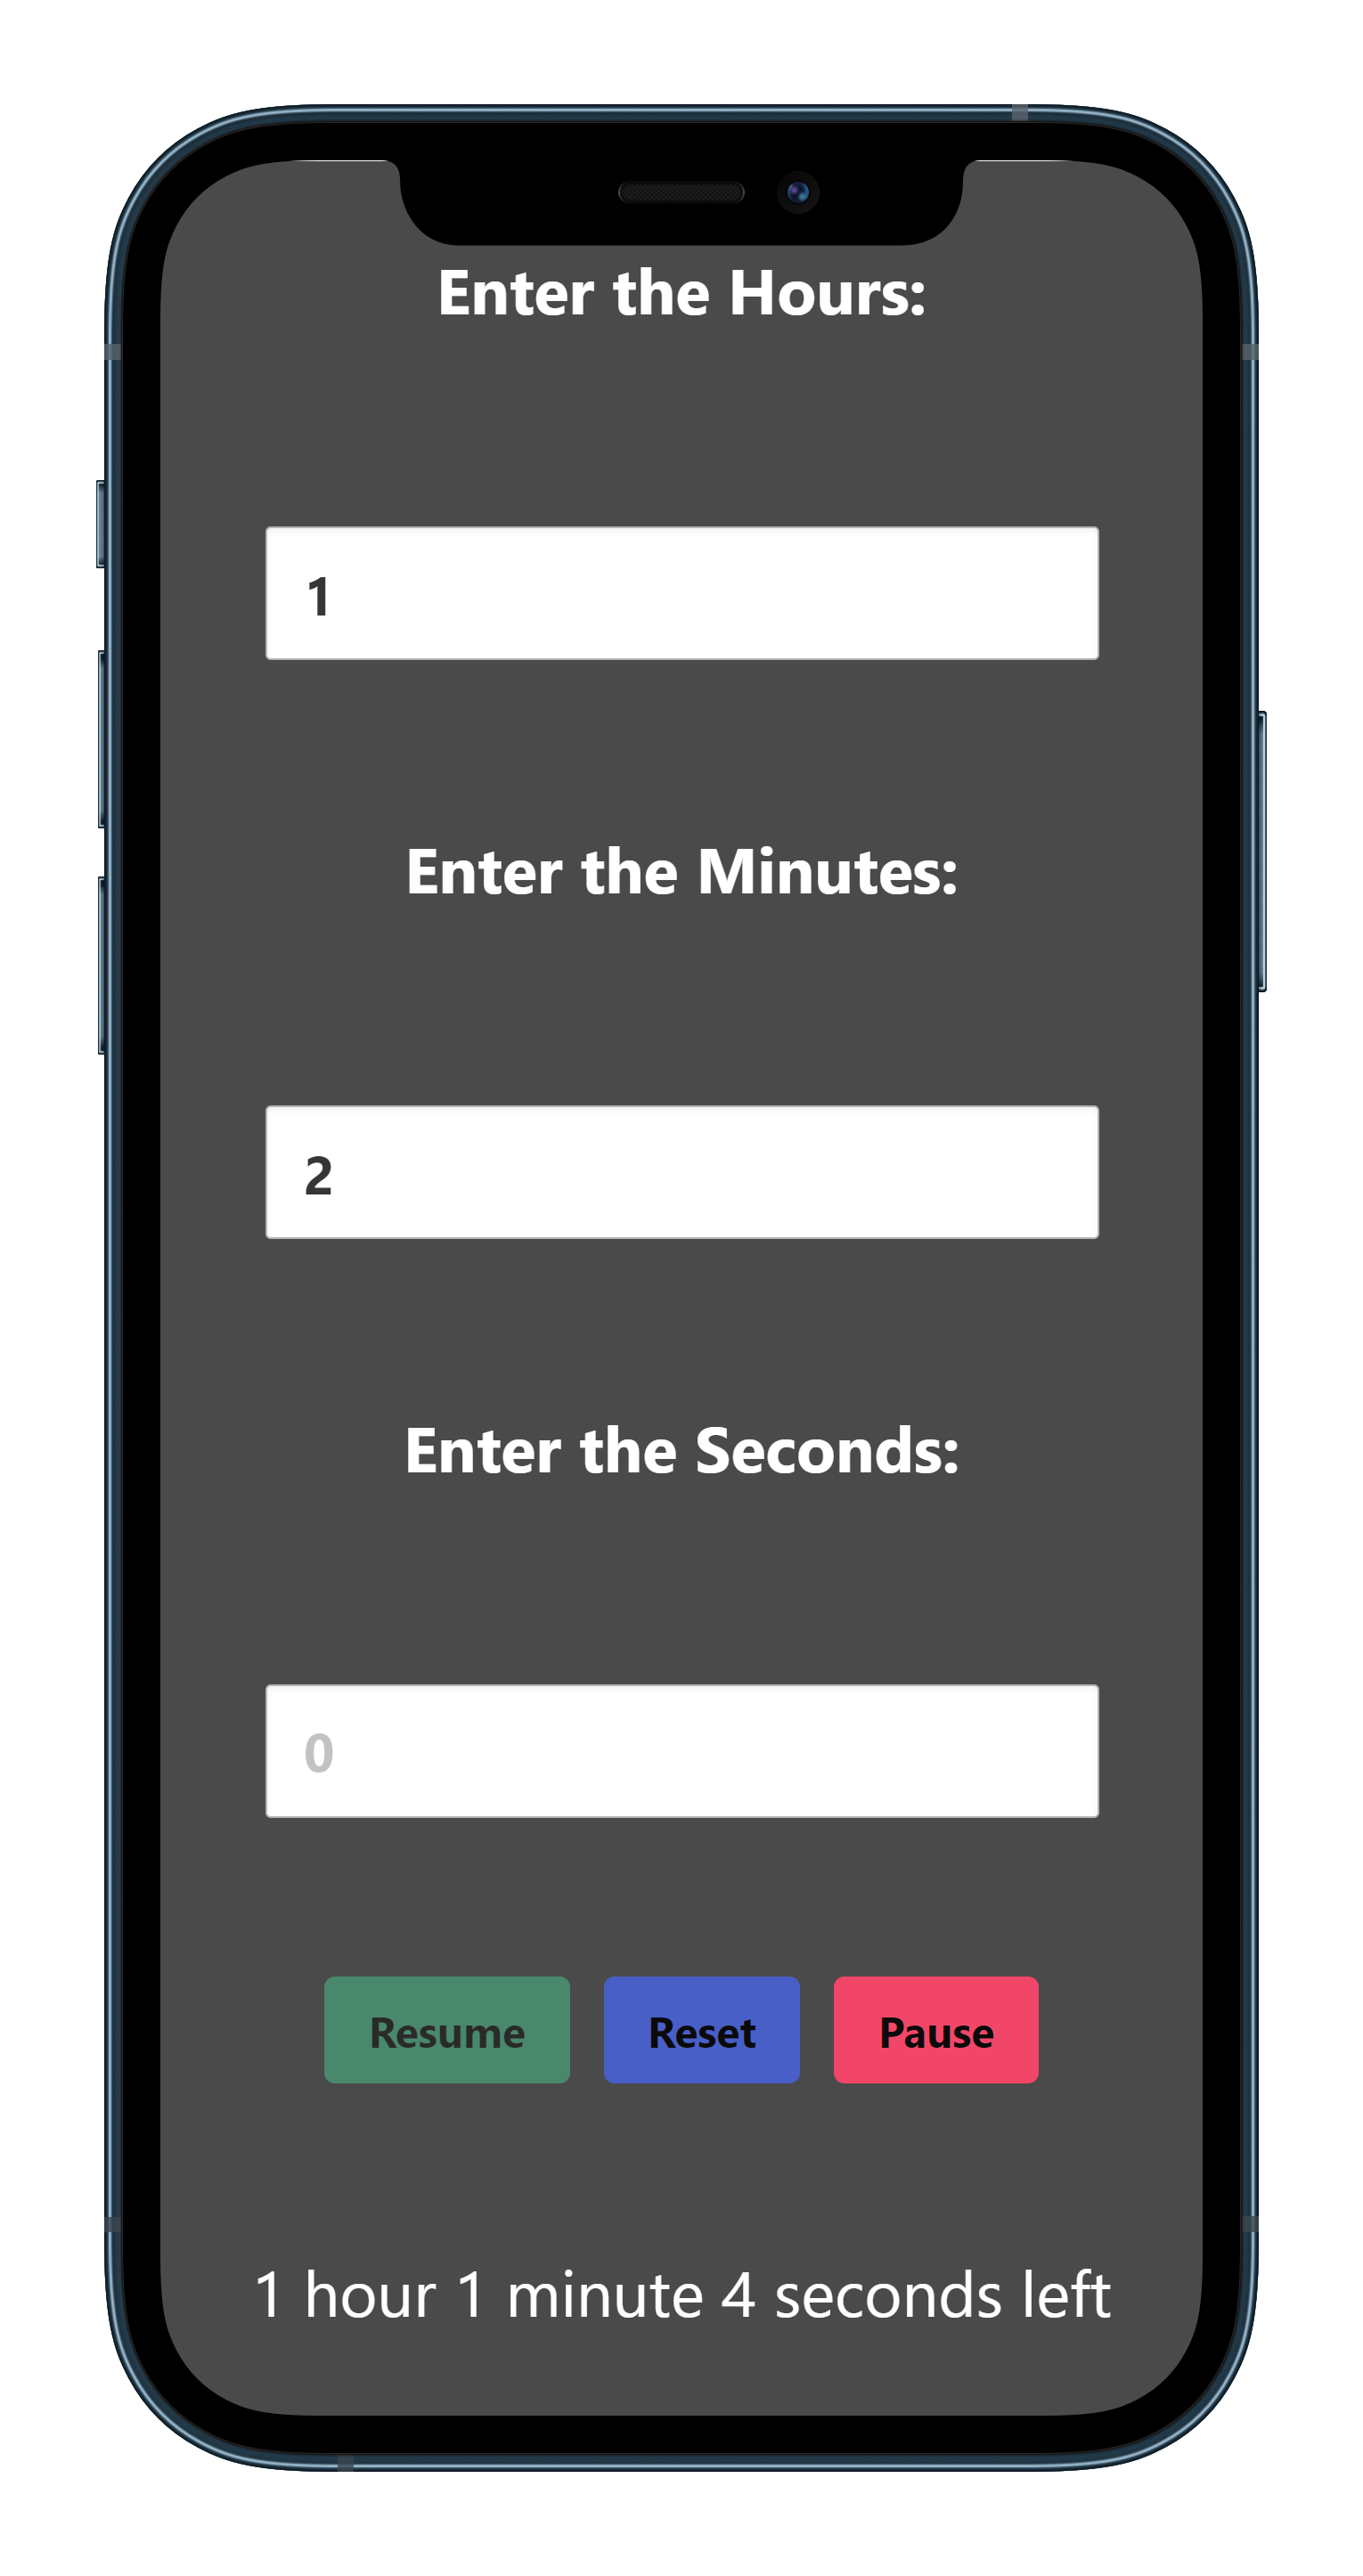 Enter the Hours:
1
Enter the Minutes:
2
Enter the Seconds:
0
Resume Reset Pause
1 hour 1 minute 4 seconds left